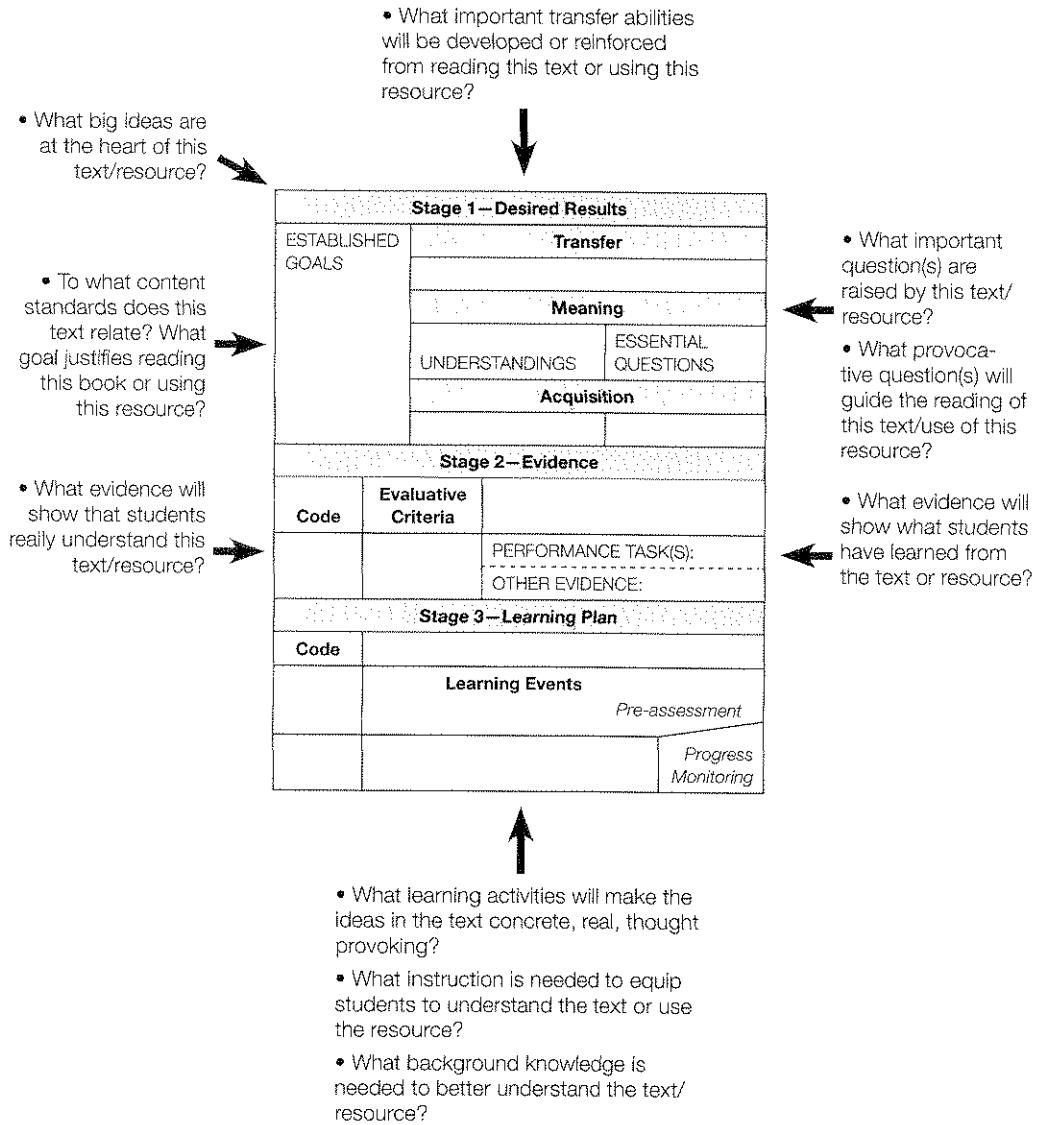 • What important transfer abilities
will be developed or reinforced
from reading this text or using this
resource?
• What big ideas are
at the heart of this
text/resource?
• To what content
standards does this
text relate? What
goal justifies reading
this book or using
this resource?
• What evidence will
show that students
really understand this
text/resource?
Stage 1—Desired Results
ESTABLISHED
GOALS
Transfer
Meaning
UNDERSTANDINGS
ESSENTIAL
QUESTIONS
Acquisition
Stage 2—Evidence
Code
Evaluative
Criteria
PERFORMANCE TASK(S):
OTHER EVIDENCE:
Stage 3—Learning Plan
Code
Learning Events
Pre-assessment
Progress
Monitoring
• What important
question(s) are
raised by this text/
resource?
• What provoca-
tive question(s) will
guide the reading of
this text/use of this
resource?
• What evidence will
show what students
have learned from
the text or resource?
• What learning activities will make the
ideas in the text concrete, real, thought
provoking?
• What instruction is needed to equip
students to understand the text or use
the resource?
• What background knowledge is
needed to better understand the text/
resource?